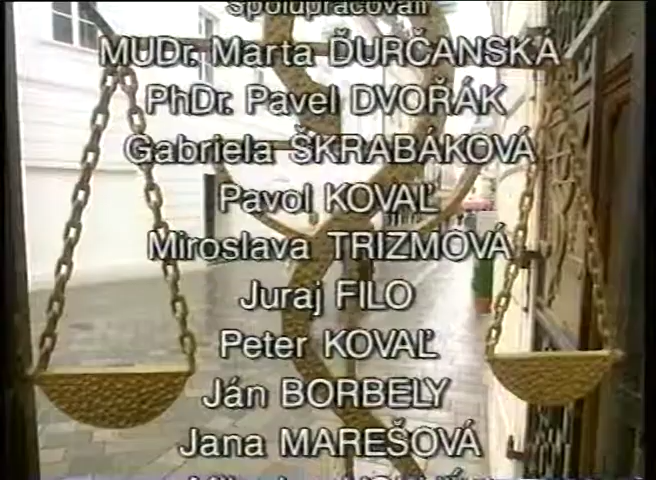 Spolupracovali
MUDr. Marta ĎURČANSKÁ
PhDr. Pavel DVOŘÁK
Gabriela ŠKRABÁKOVÁ
Pavol KOVAĽ
Miroslava TRIZMOVÁ
Juraj FILO
Peter KOVAĽ
Ján BORBELY
Jana MAREŠOVÁ